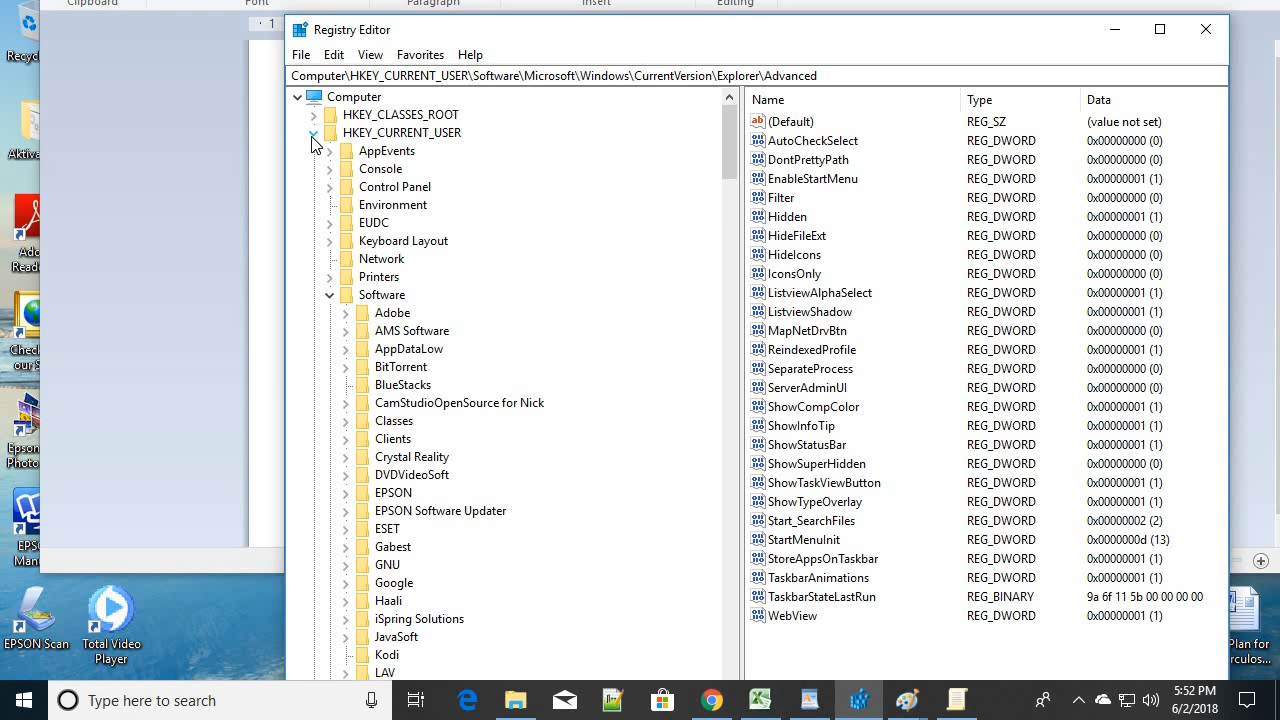 Clipboard Font Paragraph Insert Editing
1
Registry Editor
File Edit View Favorites Help
Computer\HKEY_CURRENT_USER\Software\Microsoft\Windows\CurrentVersion\Explorer\Advanced
Computer
HKEY_CLASSES_ROOT
HKEY_CURRENT_USER
AppEvents
Console
Control Panel
Environment
EUDC
Keyboard Layout
Network
Printers
Software
Adobe
AMS Software
AppDataLow
BitTorrent
BlueStacks
CamStudioOpenSource for Nick
Classes
Clients
Crystal Reality
DVDVideoSoft
EPSON
EPSON Software Updater
ESET
Gabest
GNU
Google
Haali
iSpring Solutions
JavaSoft
Kodi
LAV
Name Type Data
(Default) REG_SZ (value not set)
AutoCheckSelect REG_DWORD 0x00000000 (0)
DontPrettyPath REG_DWORD 0x00000000 (0)
EnableStartMenu REG_DWORD 0x00000001 (1)
Filter REG_DWORD 0x00000000 (0)
Hidden REG_DWORD 0x00000001 (1)
HideFileExt REG_DWORD 0x00000000 (0)
HideIcons REG_DWORD 0x00000000 (0)
IconsOnly REG_DWORD 0x00000000 (0)
ListviewAlphaSelect REG_DWORD 0x00000001 (1)
ListviewShadow REG_DWORD 0x00000001 (1)
MapNetDrvBtn REG_DWORD 0x00000000 (0)
ReindexedProfile REG_DWORD 0x00000001 (1)
SeparateProcess REG_DWORD 0x00000000 (0)
ServerAdminUI REG_DWORD 0x00000000 (0)
ShowCompColor REG_DWORD 0x00000001 (1)
ShowInfoTip REG_DWORD 0x00000001 (1)
ShowStatusBar REG_DWORD 0x00000001 (1)
ShowSuperHidden REG_DWORD 0x00000000 (0)
ShowTaskViewButton REG_DWORD 0x00000001 (1)
ShowTypeOverlay REG_DWORD 0x00000001 (1)
Start_SearchFiles REG_DWORD 0x00000002 (2)
StartMenuInit REG_DWORD 0x0000000d (13)
StoreAppsOnTaskbar REG_DWORD 0x00000001 (1)
TaskbarAnimations REG_DWORD 0x00000001 (1)
TaskbarStateLastRun REG_BINARY 9a 6f 11 5b 00 00 00 00
WebView REG_DWORD 0x00000001 (1)
EPSON Scan
Total Video
Player
Type here to search
5:52 PM
6/2/2018